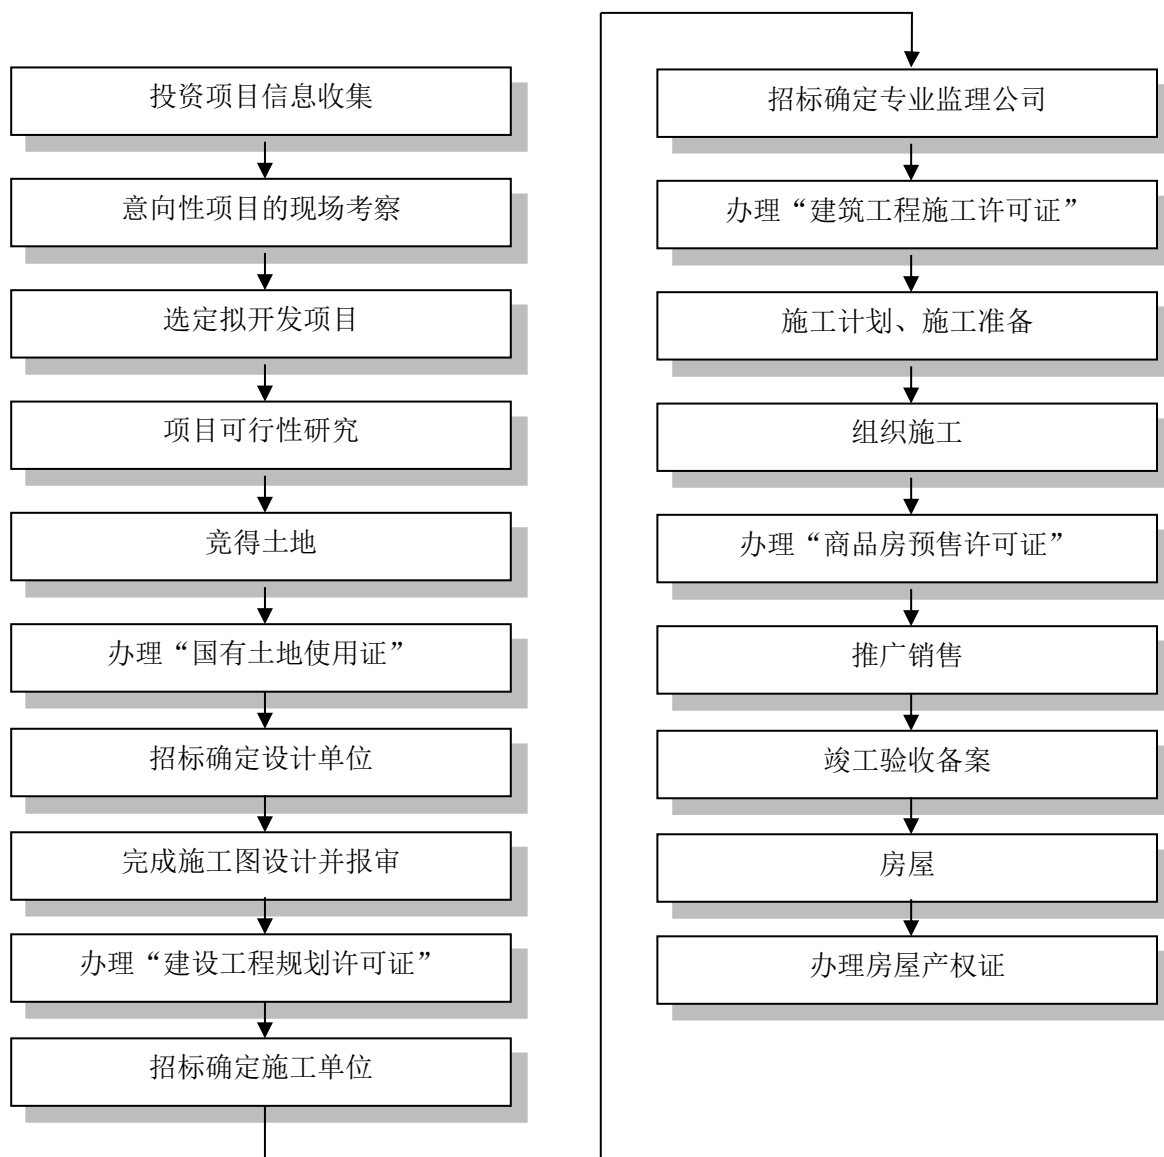 投资项目信息收集
意向性项目的现场考察
选定拟开发项目
项目可行性研究
竞得土地
办理“国有土地使用证”
招标确定设计单位
完成施工图设计并报审
办理“建设工程规划许可证”
招标确定施工单位
招标确定专业监理公司
办理“建筑工程施工许可证”
施工计划、施工准备
组织施工
办理“商品房预售许可证”
推广销售
竣工验收备案
房屋
办理房屋产权证